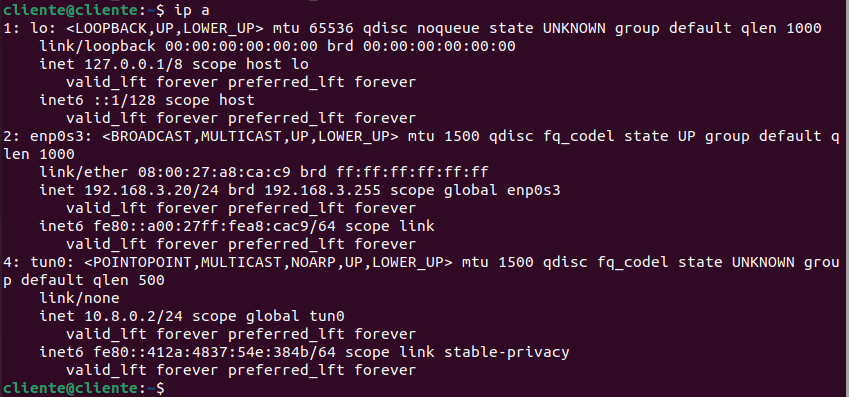 cliente@cliente:~$ ip a
1: lo: <LOOPBACK,UP,LOWER_UP> mtu 65536 qdisc noqueue state UNKNOWN group default qlen 1000
    link/loopback 00:00:00:00:00:00 brd 00:00:00:00:00:00
    inet 127.0.0.1/8 scope host lo
       valid_lft forever preferred_lft forever
    inet6 ::1/128 scope host
       valid_lft forever preferred_lft forever
2: enp0s3: <BROADCAST,MULTICAST,UP,LOWER_UP> mtu 1500 qdisc fq_codel state UP group default q
len 1000
    link/ether 08:00:27:a8:ca:c9 brd ff:ff:ff:ff:ff:ff
    inet 192.168.3.20/24 brd 192.168.3.255 scope global enp0s3
       valid_lft forever preferred_lft forever
    inet6 fe80::a00:27ff:fea8:cac9/64 scope link
       valid_lft forever preferred_lft forever
4: tun0: <POINTOPOINT,MULTICAST,NOARP,UP,LOWER_UP> mtu 1500 qdisc fq_codel state UNKNOWN grou
p default qlen 500
    link/none
    inet 10.8.0.2/24 scope global tun0
       valid_lft forever preferred_lft forever
    inet6 fe80::412a:4837:54e:384b/64 scope link stable-privacy
       valid_lft forever preferred_lft forever
cliente@cliente:~$